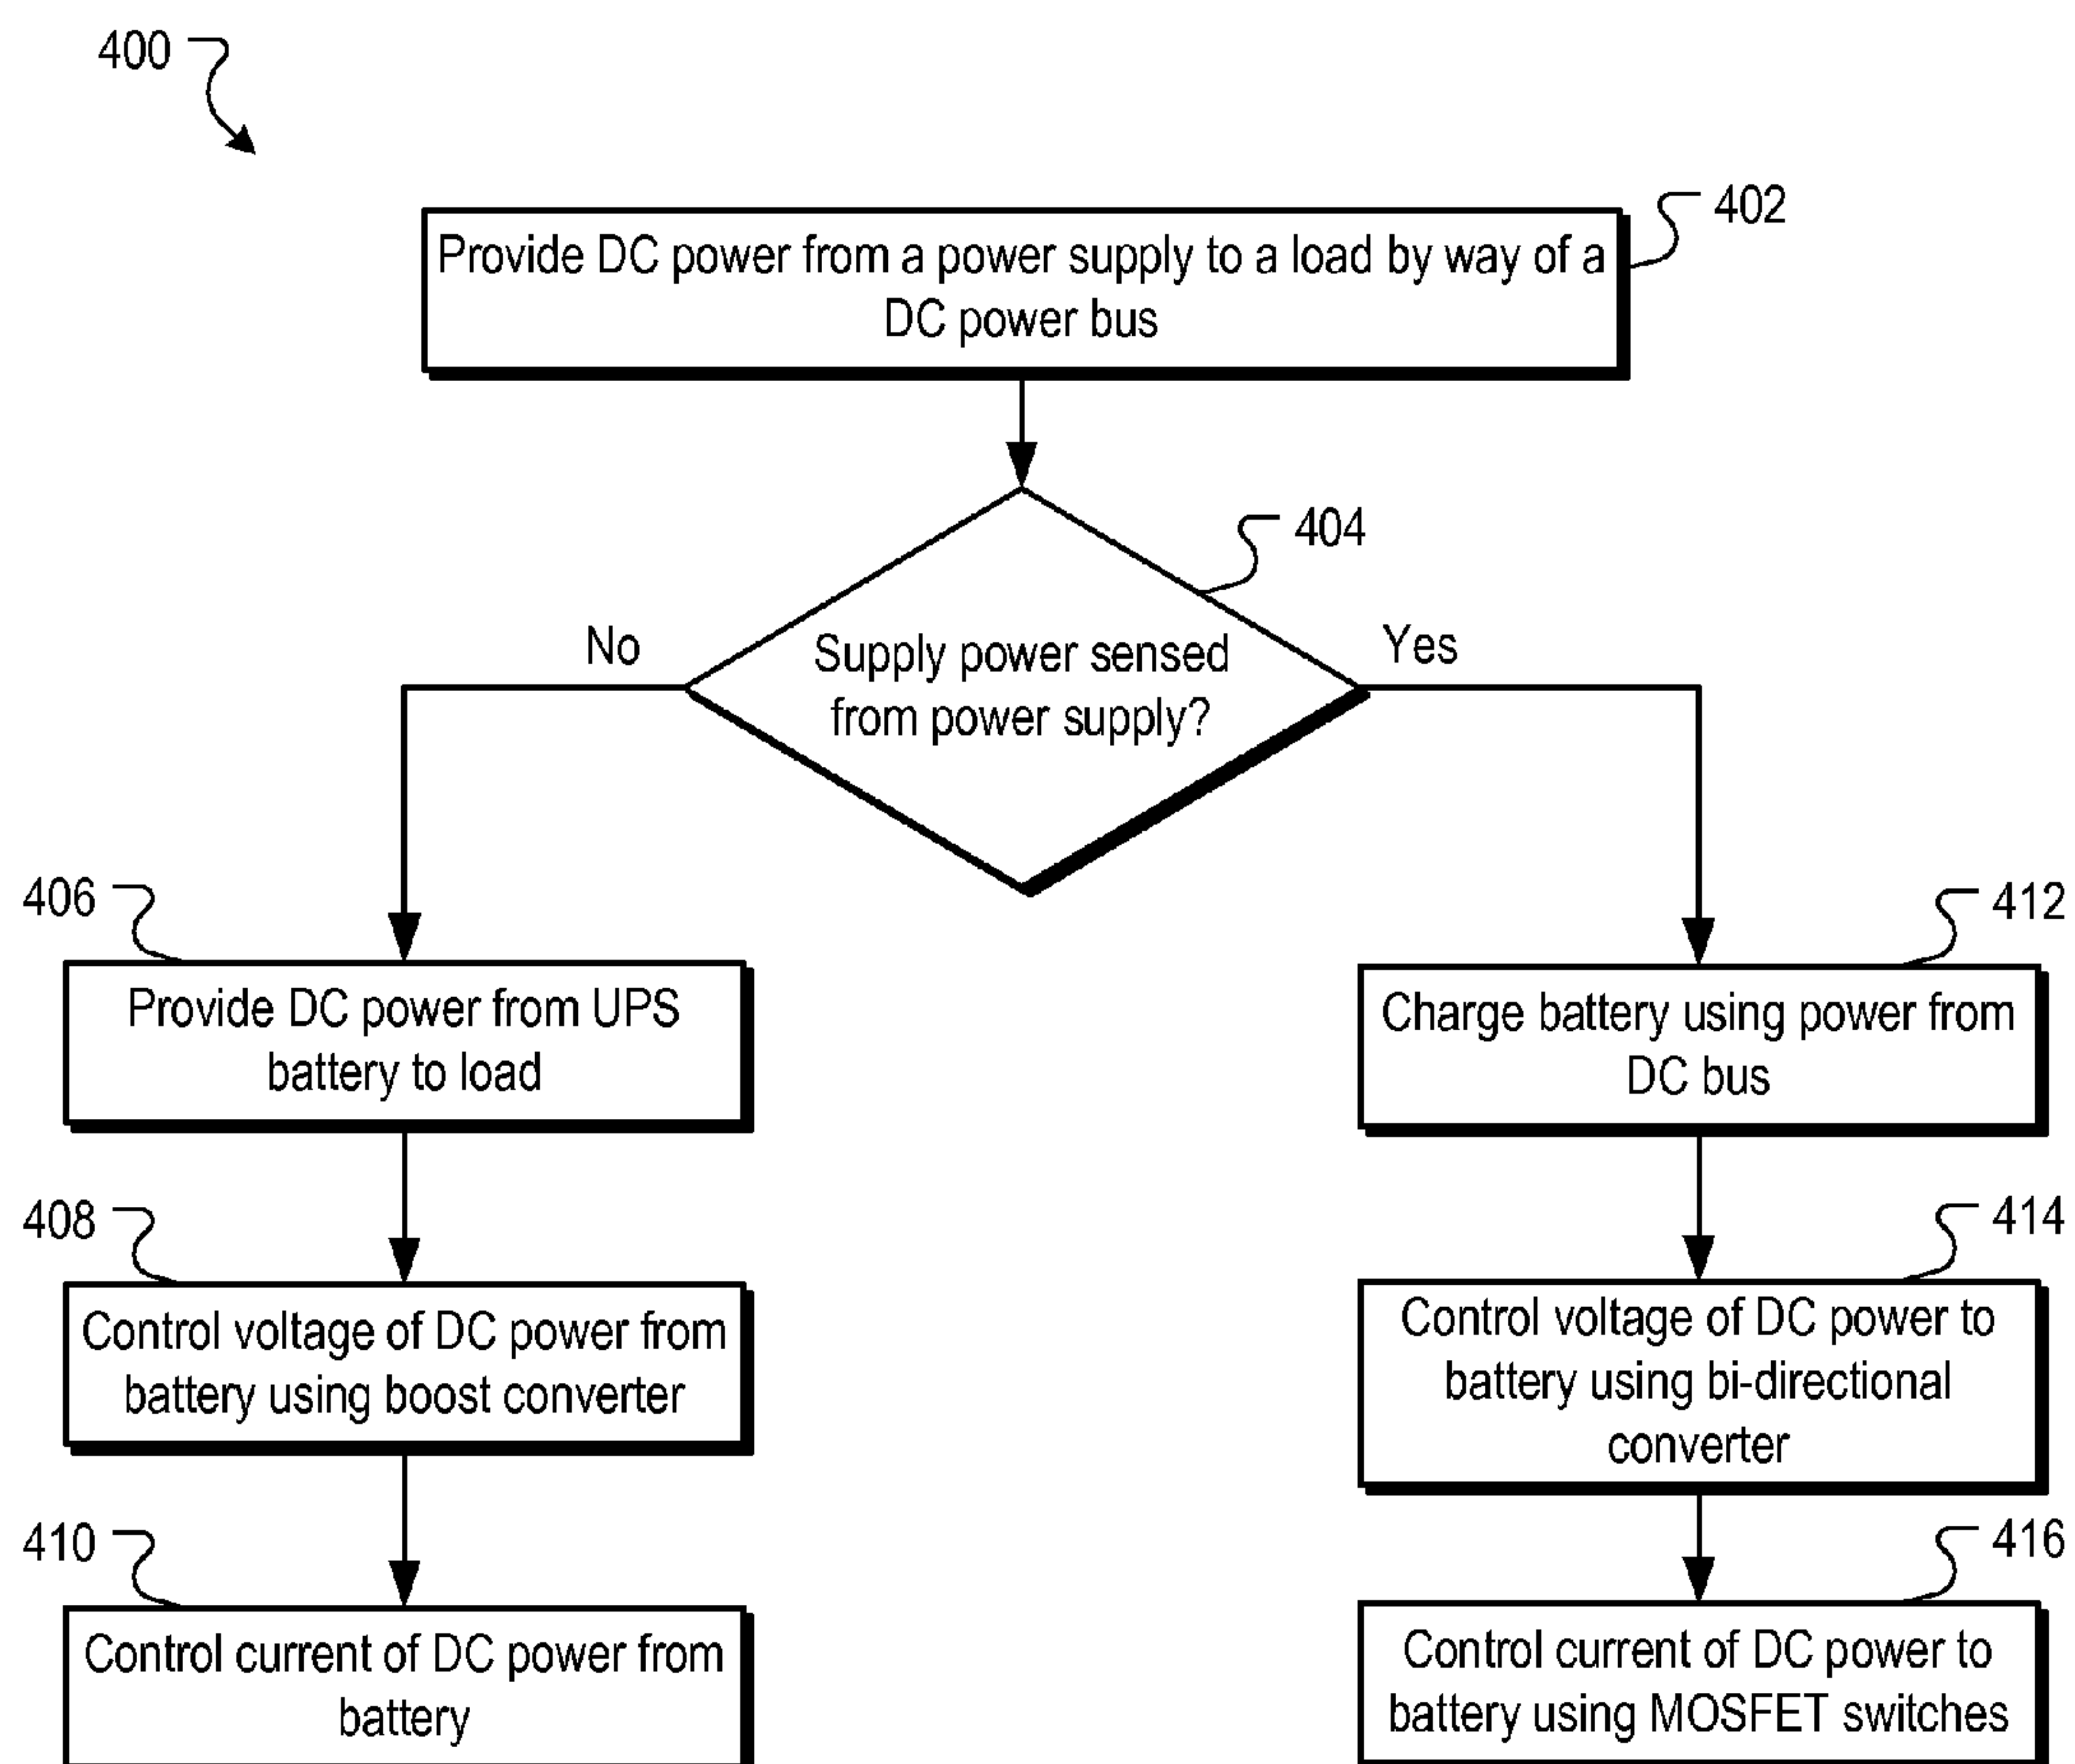 400
402
Provide DC power from a power supply to a load by way of a
DC power bus
404
No
Yes
Supply power sensed
from power supply?
406
412
Provide DC power from UPS
battery to load
Charge battery using power from
DC bus
408
414
Control voltage of DC power from
battery using boost converter
Control voltage of DC power to
battery using bi-directional
converter
410
416
Control current of DC power from
battery
Control current of DC power to
battery using MOSFET switches